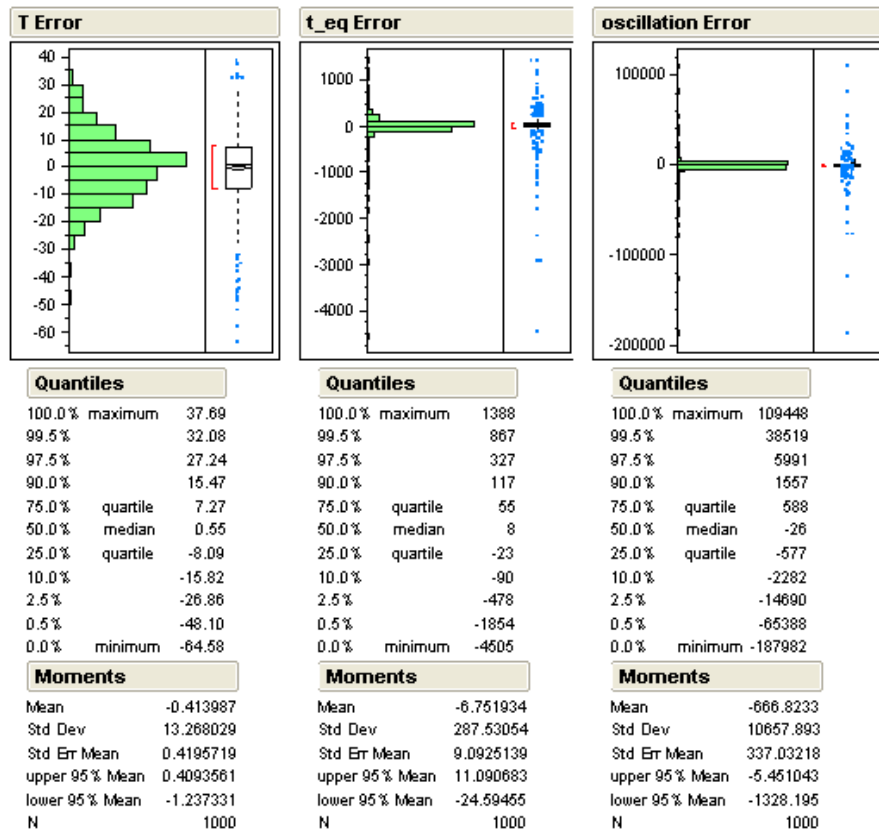 T Error
t_eq Error
oscillation Error
40
30
20
10
0
-10
-20
-30
-40
-50
-60
1000
0
-1000
-2000
-3000
-4000
100000
0
-100000
-200000
Quantiles
100.0% maximum 37.69
99.5% 32.08
97.5% 27.24
90.0% 15.47
75.0% quartile 7.27
50.0% median 0.55
25.0% quartile -8.09
10.0% -15.82
2.5% -26.86
0.5% -48.10
0.0% minimum -64.58
Moments
Mean -0.413987
Std Dev 13.268029
Std Err Mean 0.4195719
upper 95% Mean 0.4093561
lower 95% Mean -1.237331
N 1000
Quantiles
100.0% maximum 1388
99.5% 867
97.5% 327
90.0% 117
75.0% quartile 55
50.0% median 8
25.0% quartile -23
10.0% -90
2.5% -478
0.5% -1854
0.0% minimum -4505
Moments
Mean -6.751934
Std Dev 287.53054
Std Err Mean 9.0925139
upper 95% Mean 11.090683
lower 95% Mean -24.59455
N 1000
Quantiles
100.0% maximum 109448
99.5% 38519
97.5% 5991
90.0% 1557
75.0% quartile 588
50.0% median -26
25.0% quartile -577
10.0% -2282
2.5% -14690
0.5% -65388
0.0% minimum -187982
Moments
Mean -666.8233
Std Dev 10657.893
Std Err Mean 337.03218
upper 95% Mean -5.451043
lower 95% Mean -1328.195
N 1000